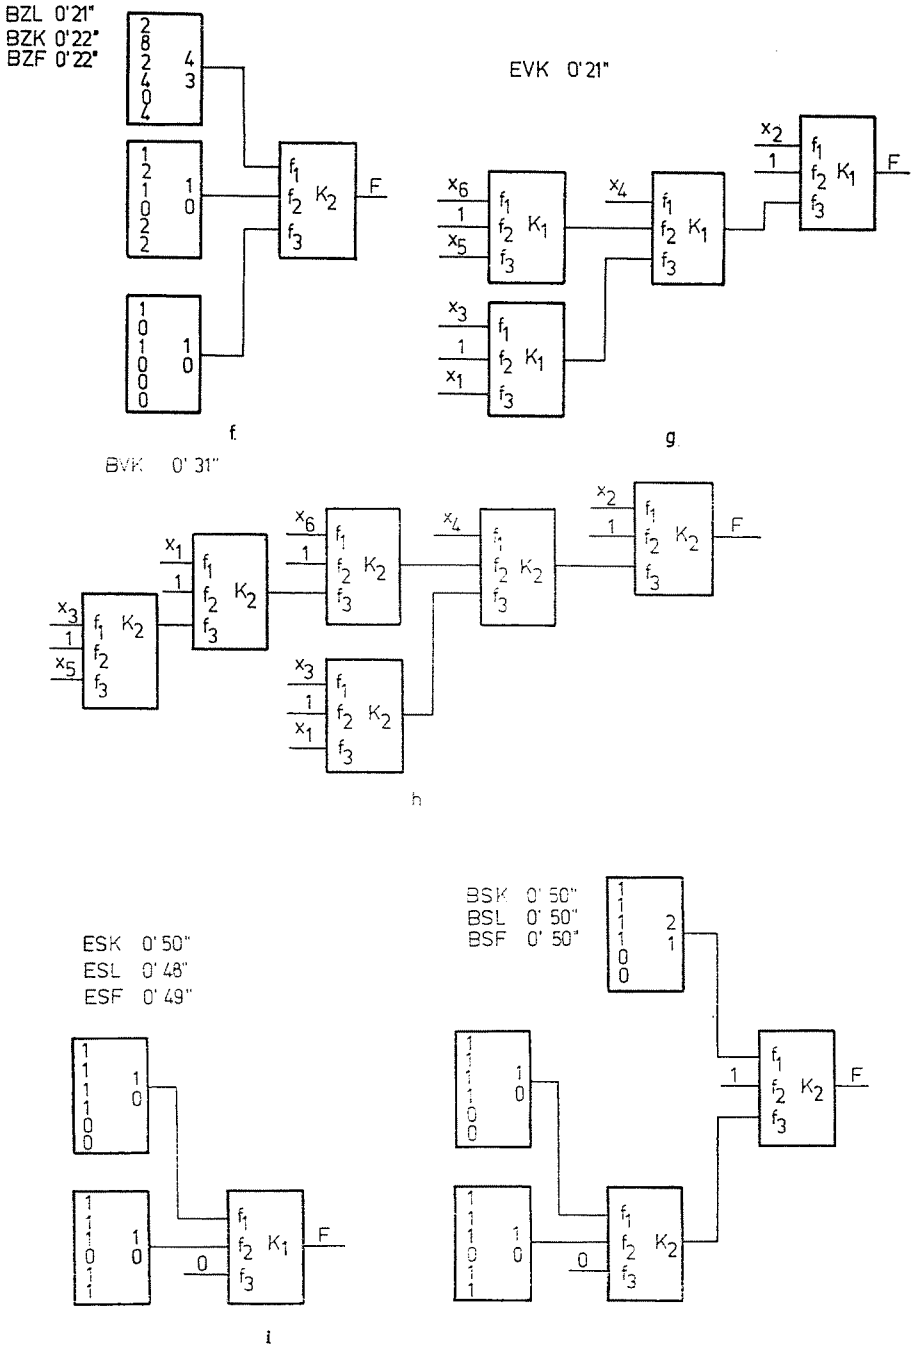 BZL 0'21"
BZK 0'22"
BZF 0'22"
2
8
2
4
0
4
4
3
1
2
1
0
2
2
1
0
1
0
1
0
0
0
1
0
f1
f2
f3
K2
F
f.
EVK 0'21"
x6
1
x5
f1
f2
f3
K1
x3
1
x1
f1
f2
f3
K1
x4
f1
f2
f3
K1
x2
1
f1
f2
f3
K1
F
g.
BVK 0'31"
x3
1
x5
f1
f2
f3
K2
x1
1
f1
f2
f3
K2
x6
1
f1
f2
f3
K2
x3
1
x1
f1
f2
f3
K2
x4
f1
f2
f3
K2
x2
1
f1
f2
f3
K2
F
h
ESK 0'50"
ESL 0'48"
ESF 0'49"
1
1
1
1
0
0
1
0
1
1
1
0
1
1
1
0
0
f1
f2
f3
K1
F
i
BSK 0'50"
BSL 0'50"
BSF 0'50"
1
1
1
1
0
0
2
1
1
1
1
1
0
0
1
0
1
1
1
0
1
1
1
0
0
f1
f2
f3
K2
1
f1
f2
f3
K2
F